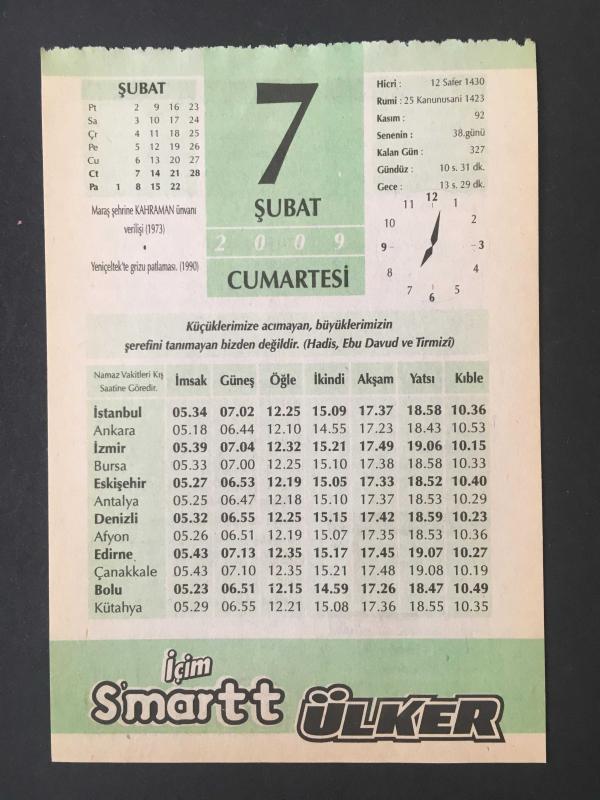 ŞUBAT
Pt 2 9 16 23
Sa 3 10 17 24
Çr 4 11 18 25
Pe 5 12 19 26
Cu 6 13 20 27
Ct 7 14 21 28
Pa 1 8 15 22
Maraş şehrine KAHRAMAN ünvanı
verilişi (1973)
•
Yeniçeltek'te grizu patlaması. (1990)
7
ŞUBAT
2009
CUMARTESİ
Hicri : 12 Safer 1430
Rumi : 25 Kanunusani 1423
Kasım : 92
Senenin : 38.günü
Kalan Gün : 327
Gündüz : 10 s. 31 dk.
Gece : 13 s. 29 dk.
12
11 1
10 2
9 3
8 4
7 5
6
Küçüklerimize acımayan, büyüklerimizin
şerefini tanımayan bizden değildir. (Hadis, Ebu Davud ve Tirmizî)
Namaz Vakitleri Kış
Saatine Göredir.
İmsak Güneş Öğle İkindi Akşam Yatsı Kıble
İstanbul 05.34 07.02 12.25 15.09 17.37 18.58 10.36
Ankara 05.18 06.44 12.10 14.55 17.23 18.43 10.53
İzmir 05.39 07.04 12.32 15.21 17.49 19.06 10.15
Bursa 05.33 07.00 12.25 15.10 17.38 18.58 10.33
Eskişehir 05.27 06.53 12.19 15.05 17.33 18.52 10.40
Antalya 05.25 06.47 12.18 15.10 17.37 18.53 10.29
Denizli 05.32 06.55 12.25 15.15 17.42 18.59 10.23
Afyon 05.26 06.51 12.19 15.07 17.35 18.53 10.36
Edirne 05.43 07.13 12.35 15.17 17.45 19.07 10.27
Çanakkale 05.43 07.10 12.35 15.21 17.48 19.08 10.19
Bolu 05.23 06.51 12.15 14.59 17.26 18.47 10.49
Kütahya 05.29 06.55 12.21 15.08 17.36 18.55 10.35
İçim
S'martt ÜLKER